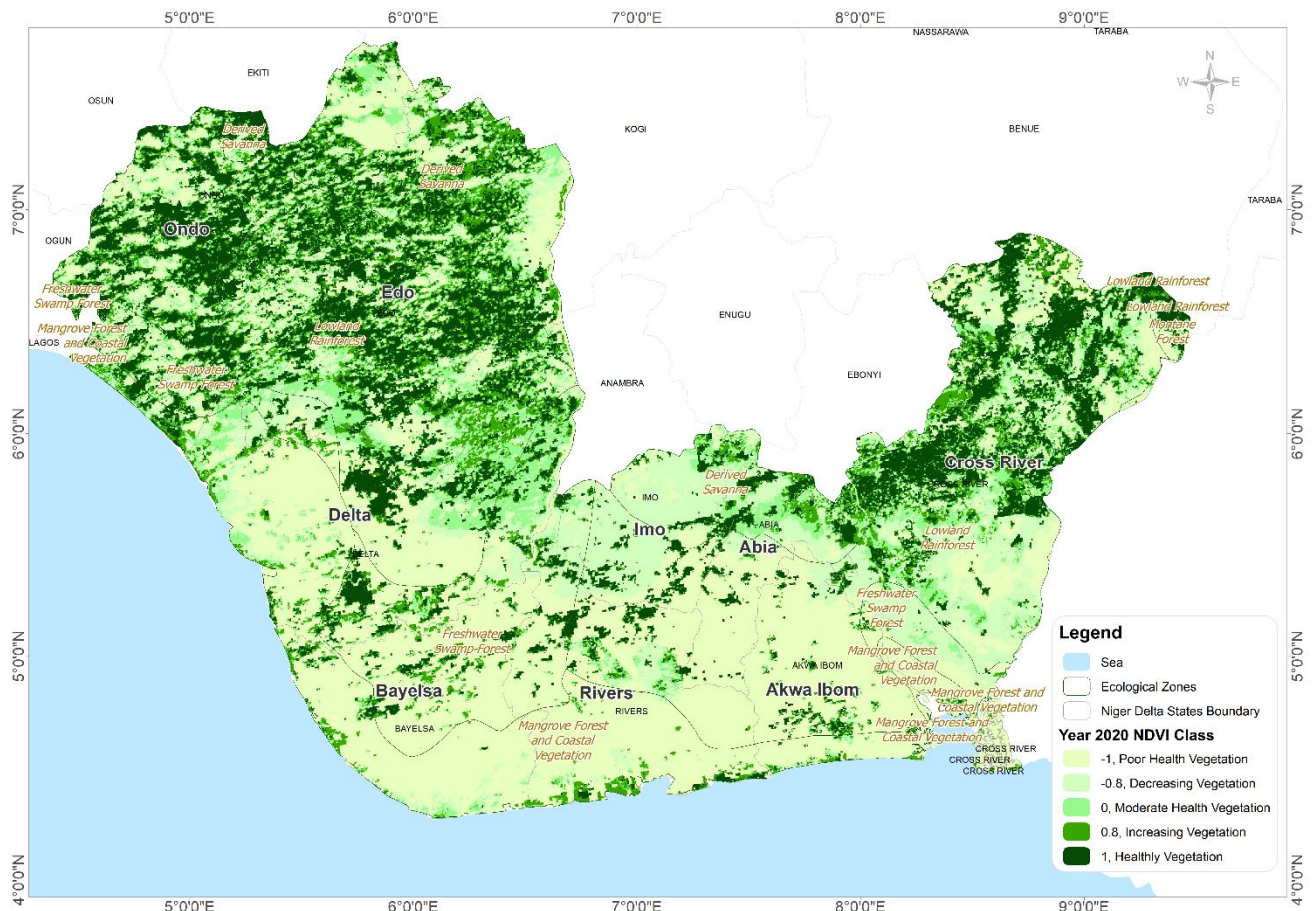 5°0'0"E 6°0'0"E 7°0'0"E 8°0'0"E 9°0'0"E
NASSARAWA
TARABA
N
W E
S
EKITI
OSUN
KOGI
BENUE
Derived
Savanna
Derived
Savanna
7°0'0"N
7°0'0"N
TARABA
Ondo
OGUN
Edo
Freshwater
Swamp Forest
Lowland Rainforest
Lowland Rainforest
Montane
Forest
Mangrove Forest
and Coastal
Vegetation
LAGOS
Lowland
Rainforest
ENUGU
Freshwater
Swamp Forest
ANAMBRA
EBONYI
6°0'0"N
6°0'0"N
Cross River
CROSS RIVER
Derived
Savanna
IMO
Delta
Imo
ABIA
Abia
Lowland
Rainforest
DELTA
Freshwater
Swamp
Forest
Freshwater
Swamp Forest
5°0'0"N
5°0'0"N
Mangrove Forest
and Coastal
Vegetation
AKWA IBOM
Bayelsa
Rivers
Akwa Ibom
Mangrove Forest and
Coastal Vegetation
RIVERS
BAYELSA
Mangrove Forest
and Coastal
Vegetation
Mangrove Forest and
Coastal Vegetation
CROSS RIVER
CROSS RIVER
CROSS RIVER
Legend
Sea
Ecological Zones
Niger Delta States Boundary
Year 2020 NDVI Class
-1, Poor Health Vegetation
-0.8, Decreasing Vegetation
0, Moderate Health Vegetation
0.8, Increasing Vegetation
1, Healthly Vegetation
4°0'0"N
4°0'0"N
5°0'0"E 6°0'0"E 7°0'0"E 8°0'0"E 9°0'0"E